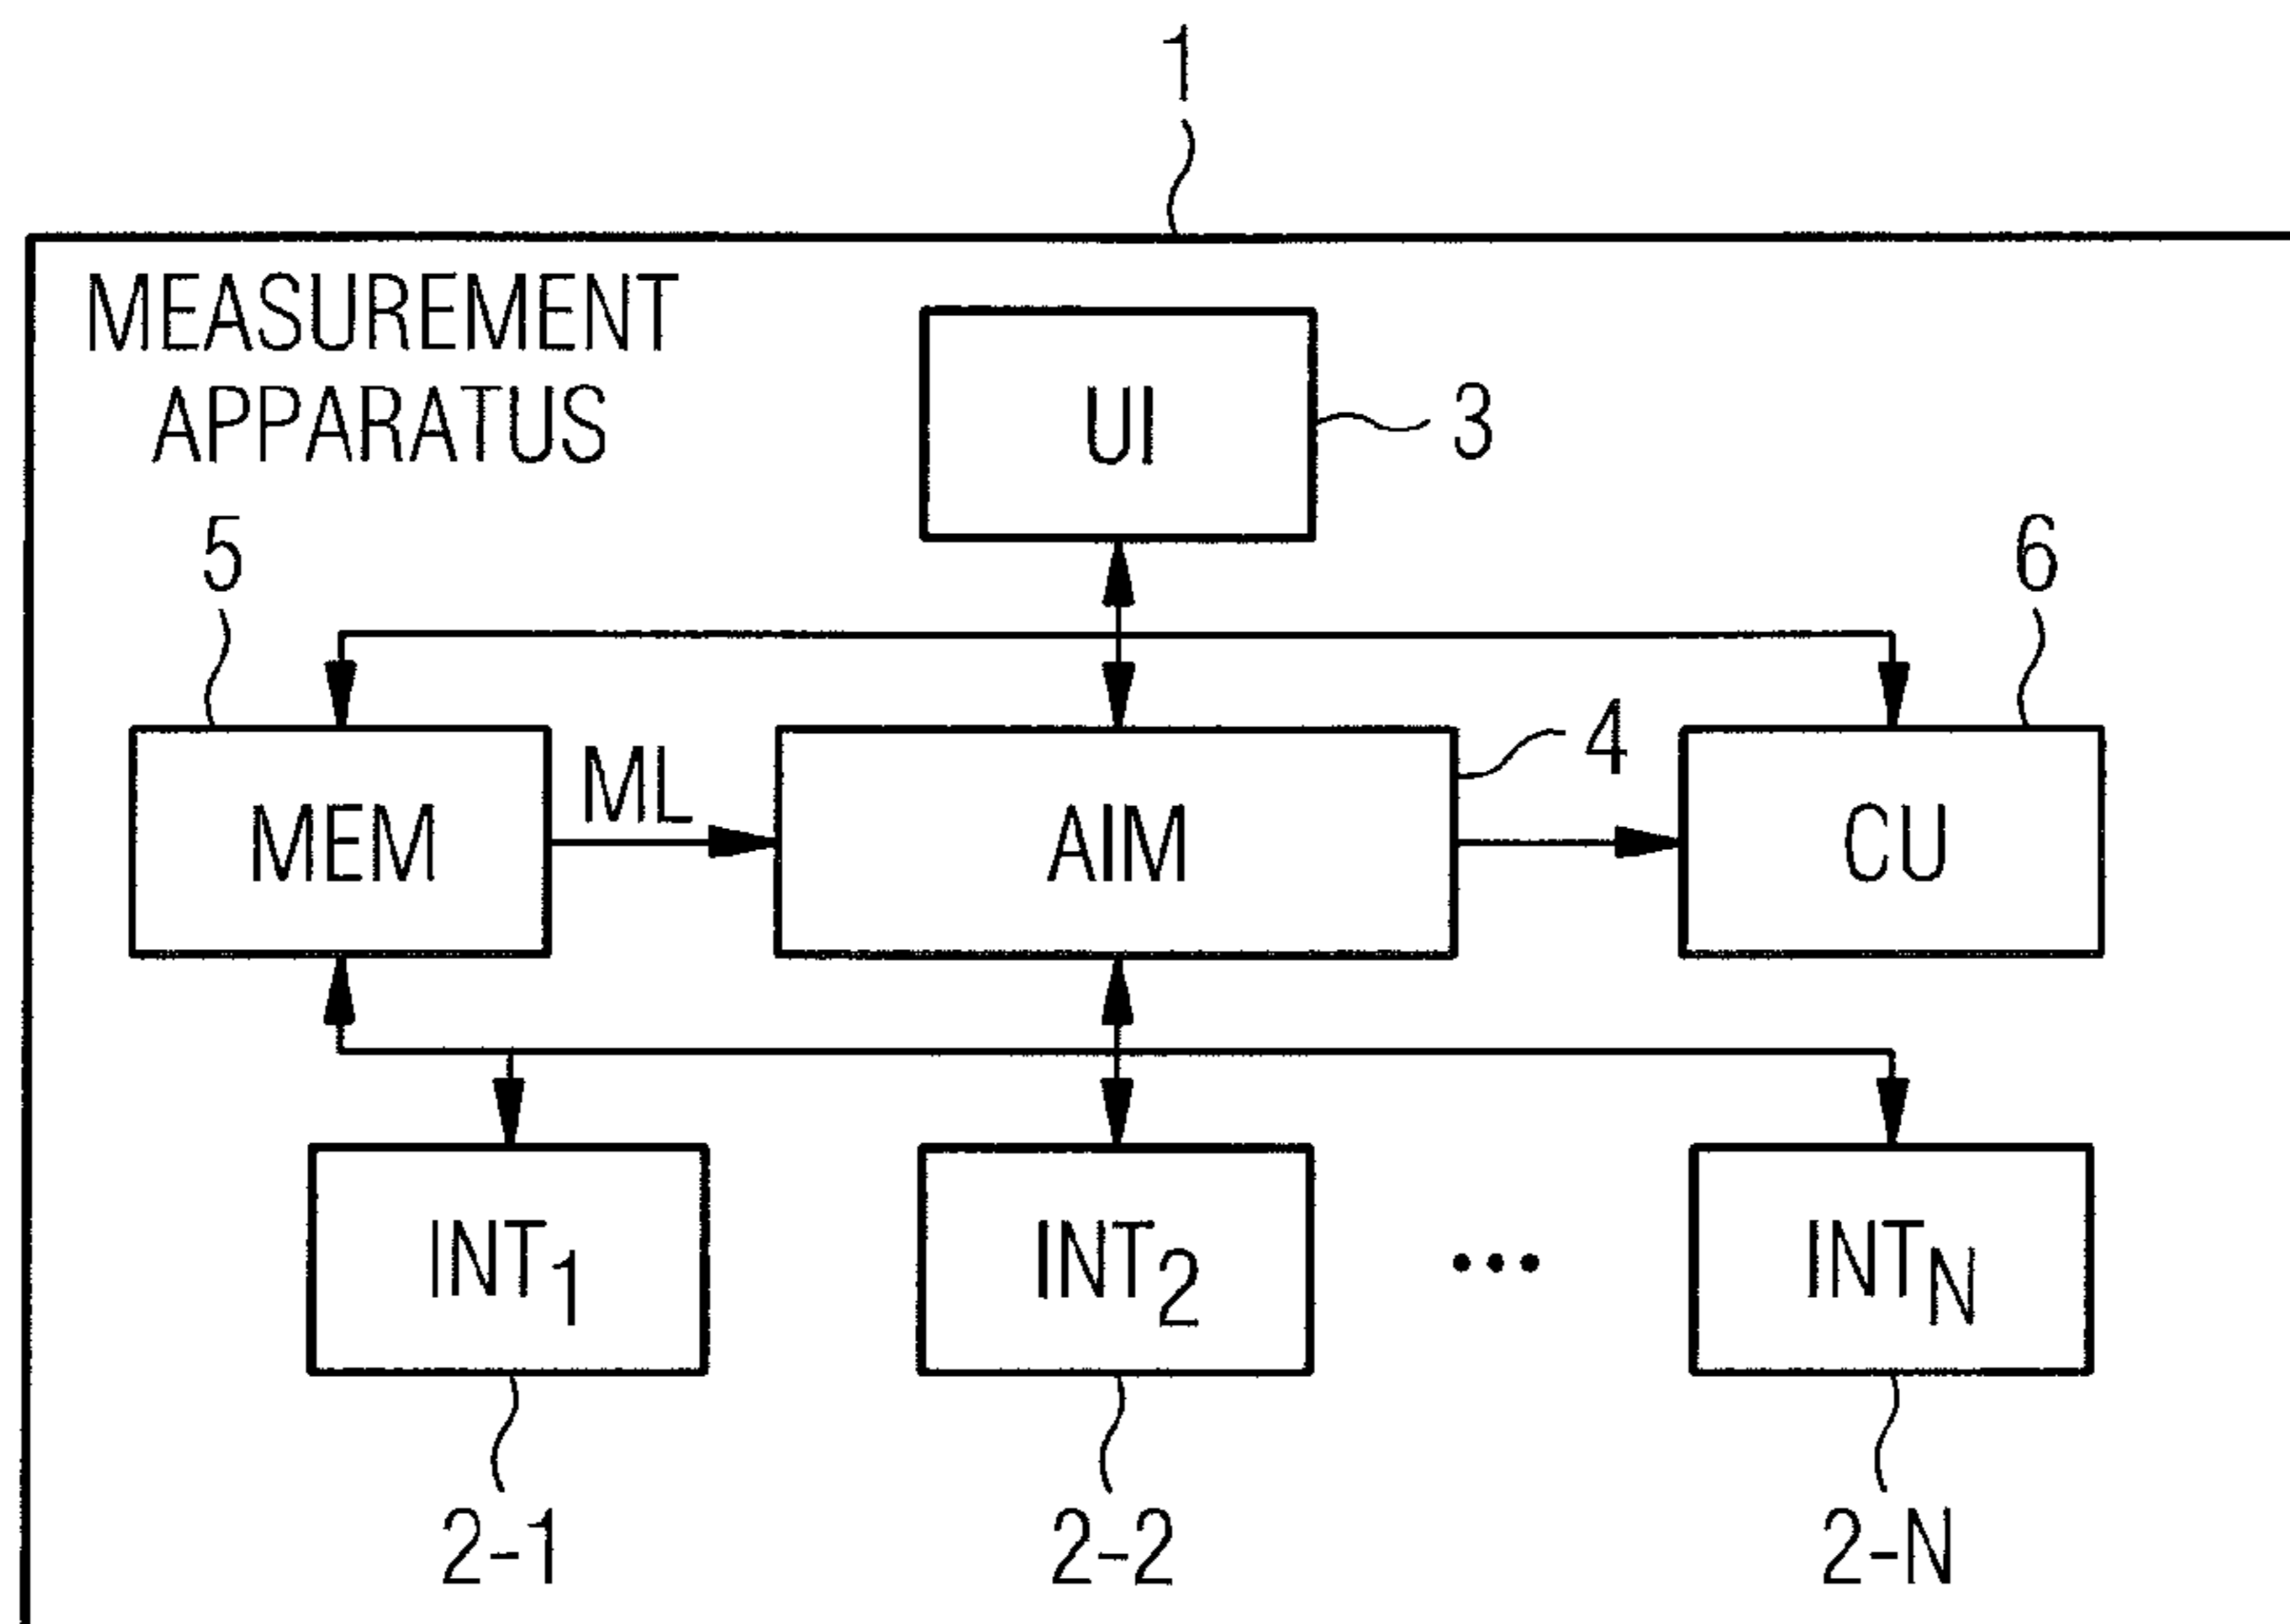 1
MEASUREMENT
APPARATUS
UI
3
5
6
4
MEM
ML
AIM
CU
INT1
INT2
...
INTN
2-1
2-2
2-N